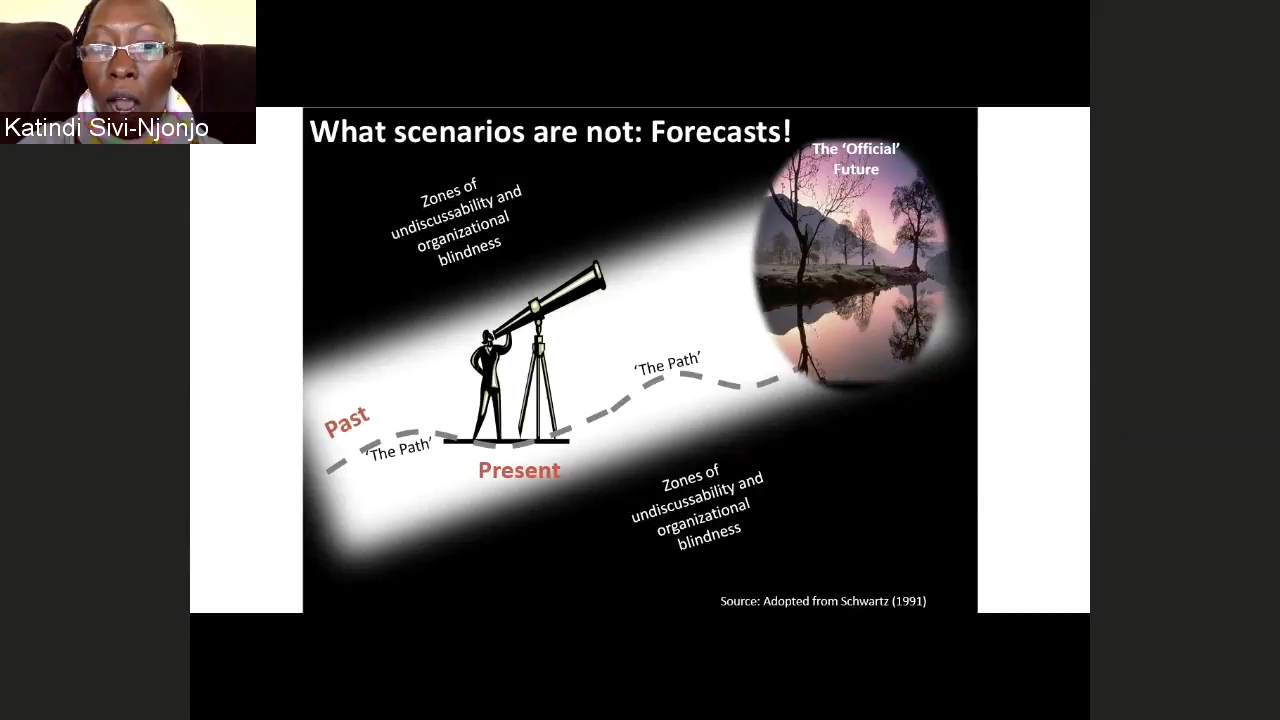 Katindi Sivi-Njonjo
What scenarios are not: Forecasts!
The ‘Official’
Future
Zones of
undiscussability and
organizational
blindness
‘The Path’
Past
‘The Path’
Present
Zones of
undiscussability and
organizational
blindness
Source: Adopted from Schwartz (1991)